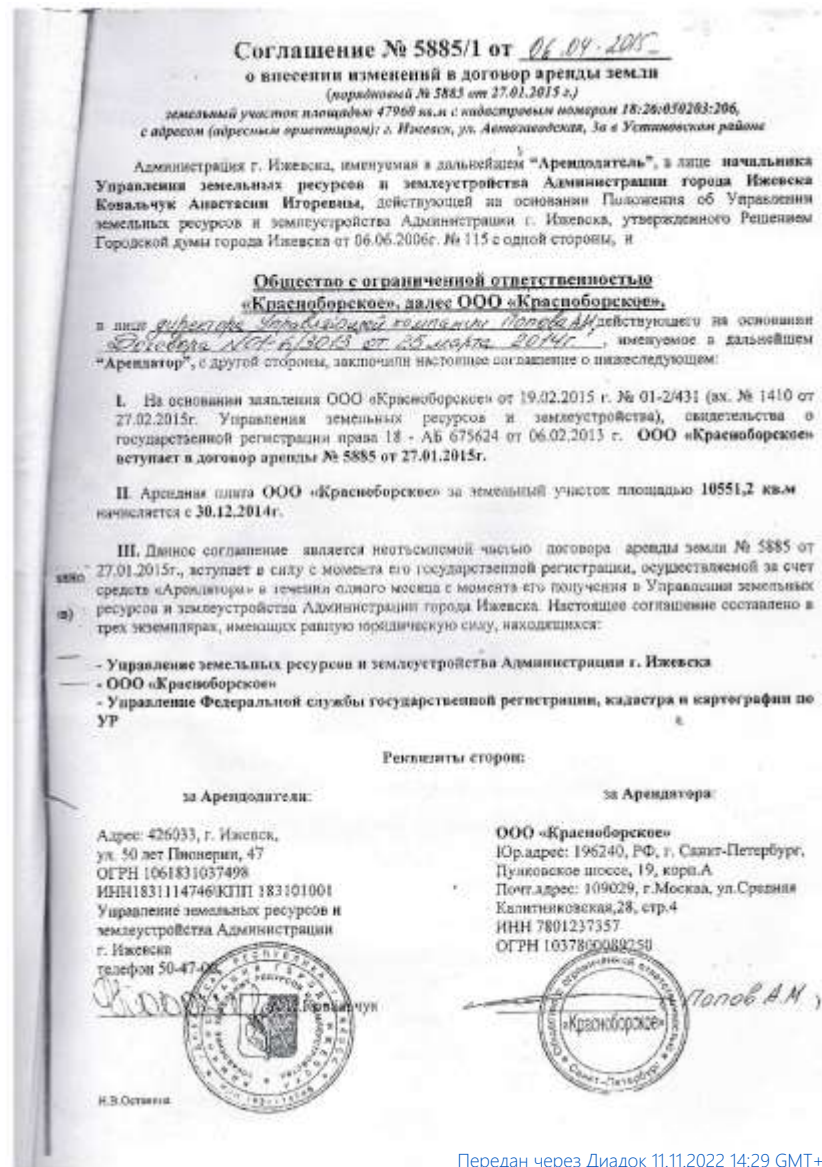 Соглашение № 5885/1 от 06.04.2015
о внесении изменений в договор аренды земли
(порядковый № 5885 от 27.01.2015 г.)
земельный участок площадью 47960 кв.м с кадастровым номером 18:26:050203:206,
с адресом (адресным ориентиром): г. Ижевск, ул. Автозаводская, 3а в Устиновском районе
Администрация г. Ижевска, именуемая в дальнейшем "Арендодатель", в лице начальника
Управления земельных ресурсов и землеустройства Администрации города Ижевска
Ковальчук Анастасии Игоревны, действующей на основании Положения об Управлении
земельных ресурсов и землеустройства Администрации г. Ижевска, утвержденного Решением
Городской думы города Ижевска от 06.06.2006г. № 115 с одной стороны, и
Общество с ограниченной ответственностью
«Красноборское», далее ООО «Красноборское»,
в лице директора Управляющей компании Попова АМ действующего на основании
Договора от 25 марта 2014г , именуемое в дальнейшем
"Арендатор", с другой стороны, заключили настоящее соглашение о нижеследующем:
I. На основании заявления ООО «Красноборское» от 19.02.2015 г. № 01-2/431 (вх. № 1410 от
27.02.2015г. Управления земельных ресурсов и землеустройства), свидетельства о
государственной регистрации права 18 - АБ 675624 от 06.02.2015 г. ООО «Красноборское»
вступает в договор аренды № 5885 от 27.01.2015г.
II. Арендная плата ООО «Красноборское» за земельный участок площадью 10551,2 кв.м
начисляется с 30.12.2014г.
III. Данное соглашение является неотъемлемой частью договора аренды земли № 5885 от
27.01.2015г., вступает в силу с момента его государственной регистрации, осуществляемой за счет
средств «Арендатора» в течении одного месяца с момента его получения в Управлении земельных
ресурсов и землеустройства Администрации города Ижевска. Настоящее соглашение составлено в
трех экземплярах, имеющих равную юридическую силу, находящихся:
- Управление земельных ресурсов и землеустройства Администрации г. Ижевска
- ООО «Красноборское»
- Управление Федеральной службы государственной регистрации, кадастра и картографии по
УР
Реквизиты сторон:
за Арендодателя:
Адрес: 426033, г. Ижевск,
ул. 50 лет Пионерии, 47
ОГРН 1061831037498
ИНН1831114746\КПП 183101001
Управление земельных ресурсов и
землеустройства Администрации
г. Ижевска
телефон 50-47-
за Арендатора:
ООО «Красноборское»
Юр.адрес: 196240, РФ, г. Санкт-Петербург,
Пулковское шоссе, 19, корп.А
Почт.адрес: 109029, г.Москва, ул.Средняя
Калитниковская,28, стр.4
ИНН 7801237357
ОГРН 1037800089250
«Красноборское»
Санкт-Петербург
Попов А.М
Передан через Диадок 11.11.2022 14:29 GMT+